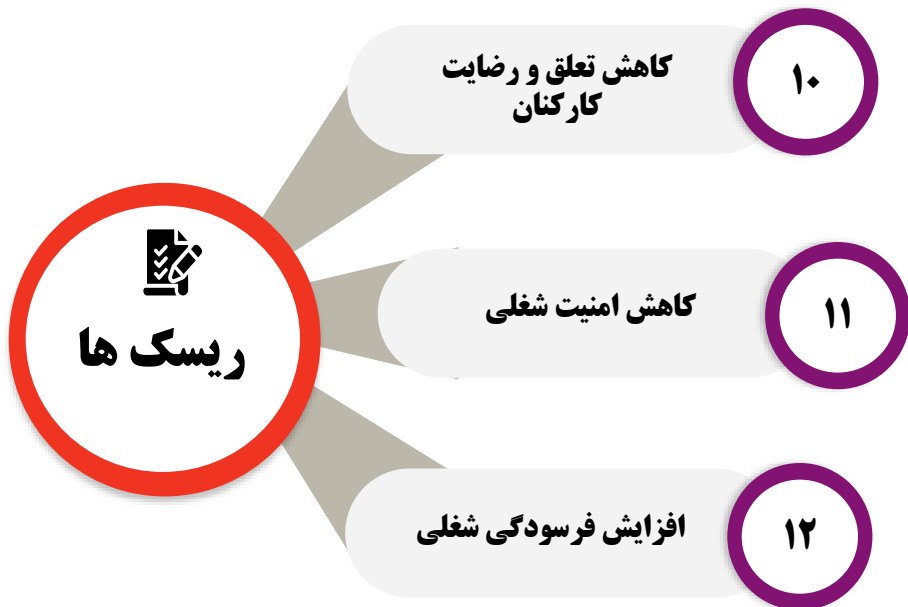 ۱۰
کاهش تعلق و رضایت
کارکنان
۱۱
کاهش امنیت شغلی
ریسک ها
۱۲
افزایش فرسودگی شغلی